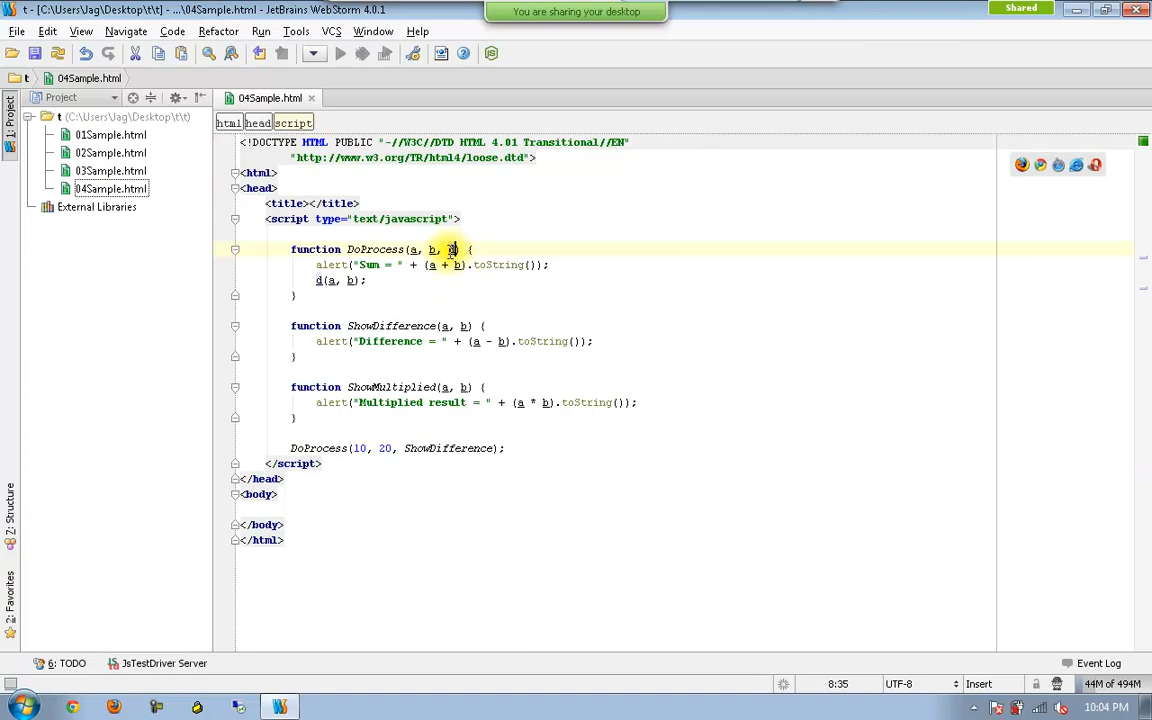 You are sharing your desktop
Shared
t - [C:\Users\Jag\Desktop\t\t] - ...\04Sample.html - JetBrains WebStorm 4.0.1
File Edit View Navigate Code Refactor Run Tools VCS Window Help
t 04Sample.html
Project 04Sample.html
1: Project
t (C:\Users\Jag\Desktop\t\t)
01Sample.html
02Sample.html
03Sample.html
04Sample.html
External Libraries
html head script
<!DOCTYPE HTML PUBLIC "-//W3C//DTD HTML 4.01 Transitional//EN"
"http://www.w3.org/TR/html4/loose.dtd">
<html>
<head>
<title></title>
<script type="text/javascript">
function DoProcess(a, b, d) {
alert("Sum = " + (a + b).toString());
d(a, b);
}
function ShowDifference(a, b) {
alert("Difference = " + (a - b).toString());
}
function ShowMultiplied(a, b) {
alert("Multiplied result = " + (a * b).toString());
}
DoProcess(10, 20, ShowDifference);
</script>
</head>
<body>
</body>
</html>
7: Structure
2: Favorites
6: TODO JsTestDriver Server Event Log
8:35 UTF-8 Insert 44M of 494M
10:04 PM